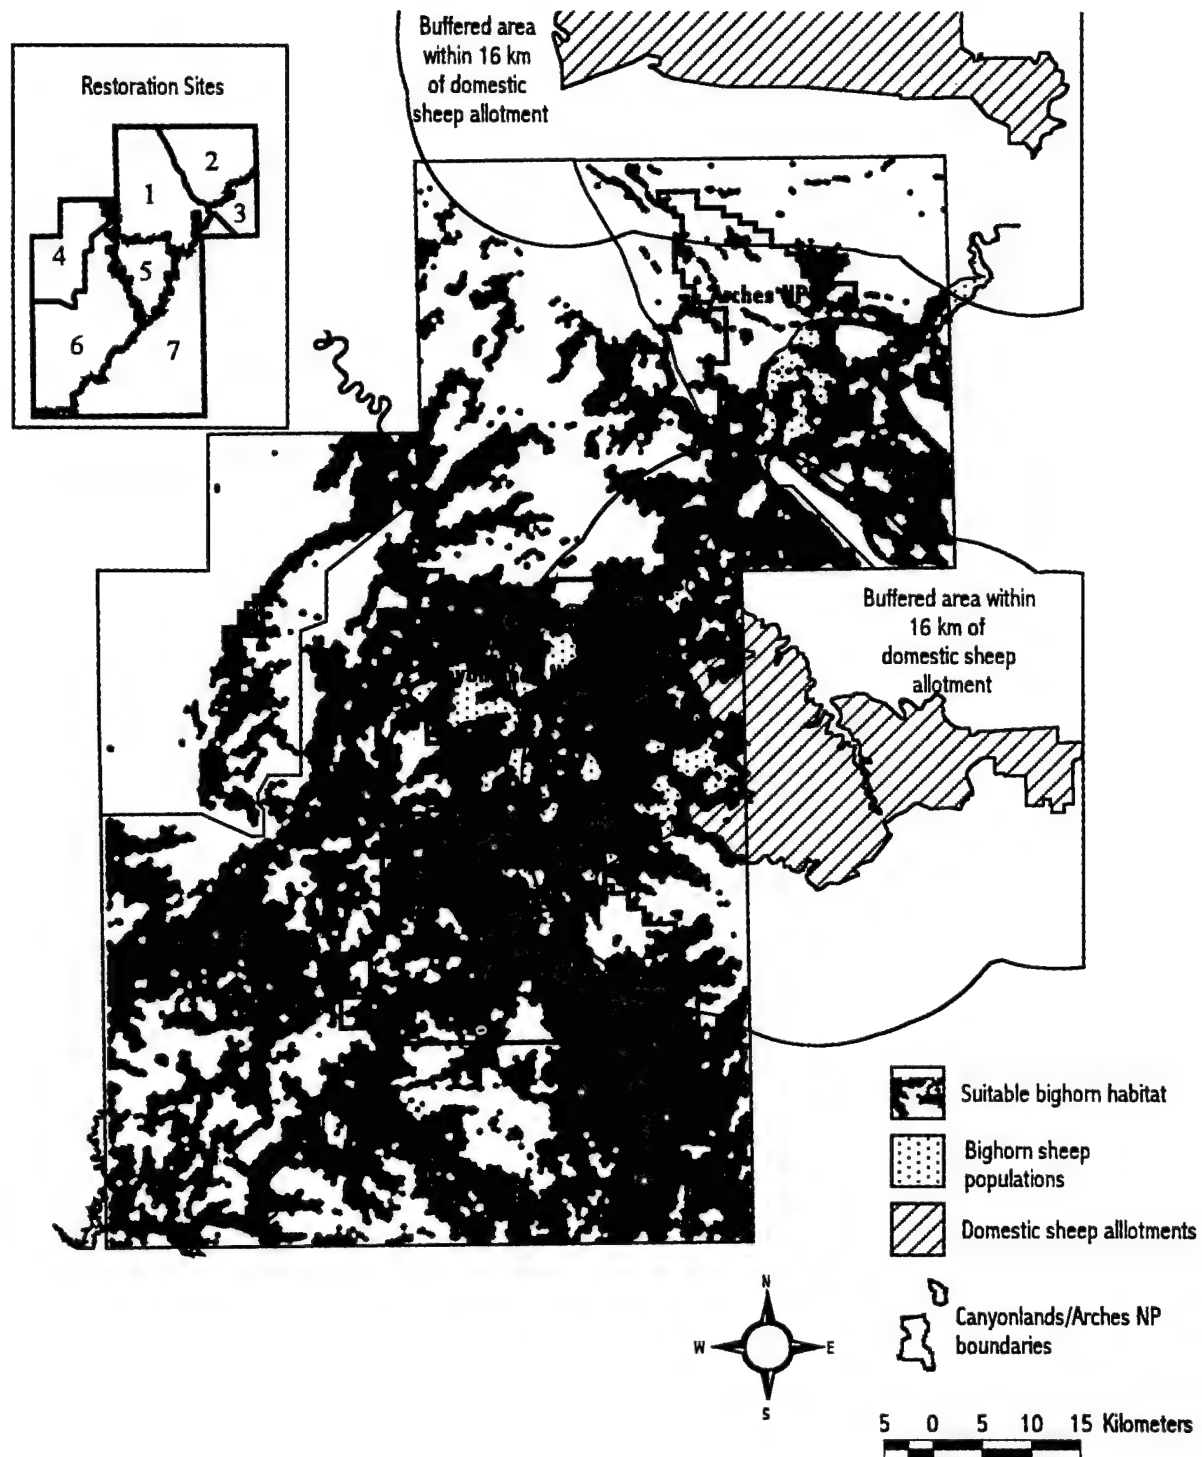 Buffered area
within 16 km
of domestic
sheep allotment
Restoration Sites
1
2
3
4
5
6
7
Arches NP
Buffered area within
16 km of
domestic sheep
allotment
Suitable bighorn habitat
Bighorn sheep
populations
Domestic sheep alllotments
Canyonlands/Arches NP
boundaries
N
W
E
S
5 0 5 10 15 Kilometers